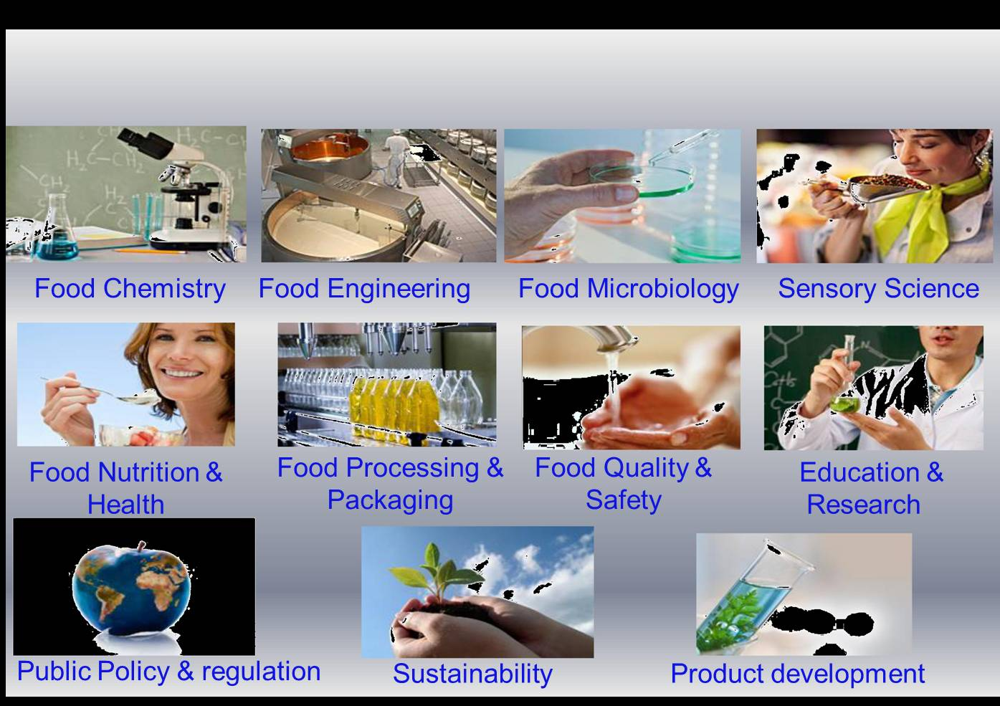 Food Chemistry
Food Engineering
Food Microbiology
Sensory Science
Food Nutrition &
Health
Food Processing &
Packaging
Food Quality &
Safety
Education &
Research
Public Policy & regulation
Sustainability
Product development